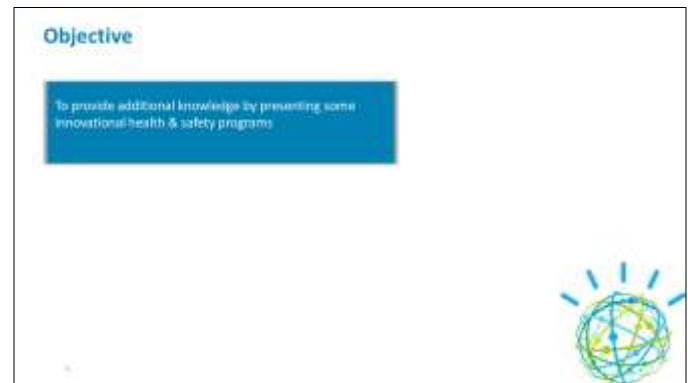 Objective
To provide additional knowledge by presenting some
innovational health & safety programs